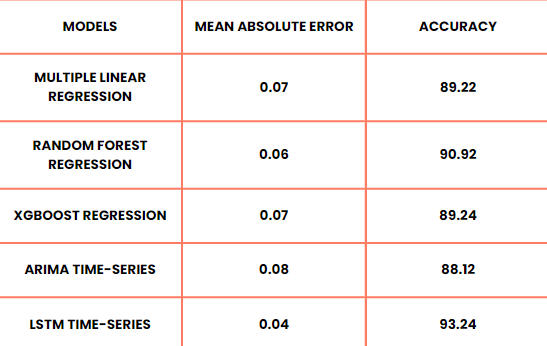 MODELS MEAN ABSOLUTE ERROR ACCURACY
MULTIPLE LINEAR
REGRESSION
0.07 89.22
RANDOM FOREST
REGRESSION
0.06 90.92
XGBOOST REGRESSION 0.07 89.24
ARIMA TIME-SERIES 0.08 88.12
LSTM TIME-SERIES 0.04 93.24